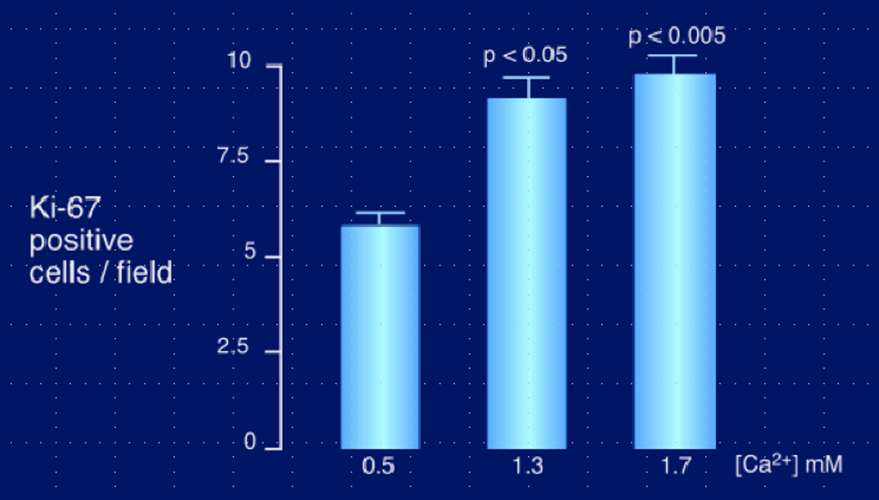 p < 0.005
p < 0.05
10
7.5
Ki-67
positive
cells / field
5
2.5
0
0.5 1.3 1.7 [Ca²⁺] mM